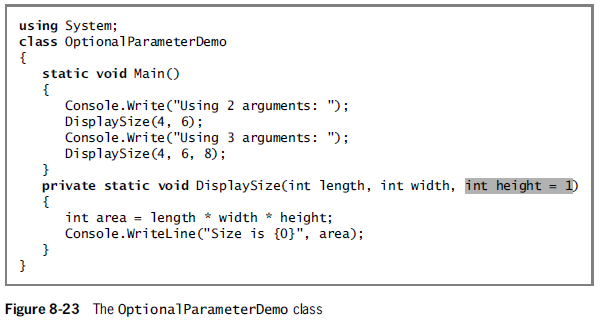 using System;
class OptionalParameterDemo
{
   static void Main()
   {
      Console.Write("Using 2 arguments: ");
      DisplaySize(4, 6);
      Console.Write("Using 3 arguments: ");
      DisplaySize(4, 6, 8);
   }
   private static void DisplaySize(int length, int width, int height = 1)
   {
      int area = length * width * height;
      Console.WriteLine("Size is {0}", area);
   }
}
Figure 8-23 The OptionalParameterDemo class